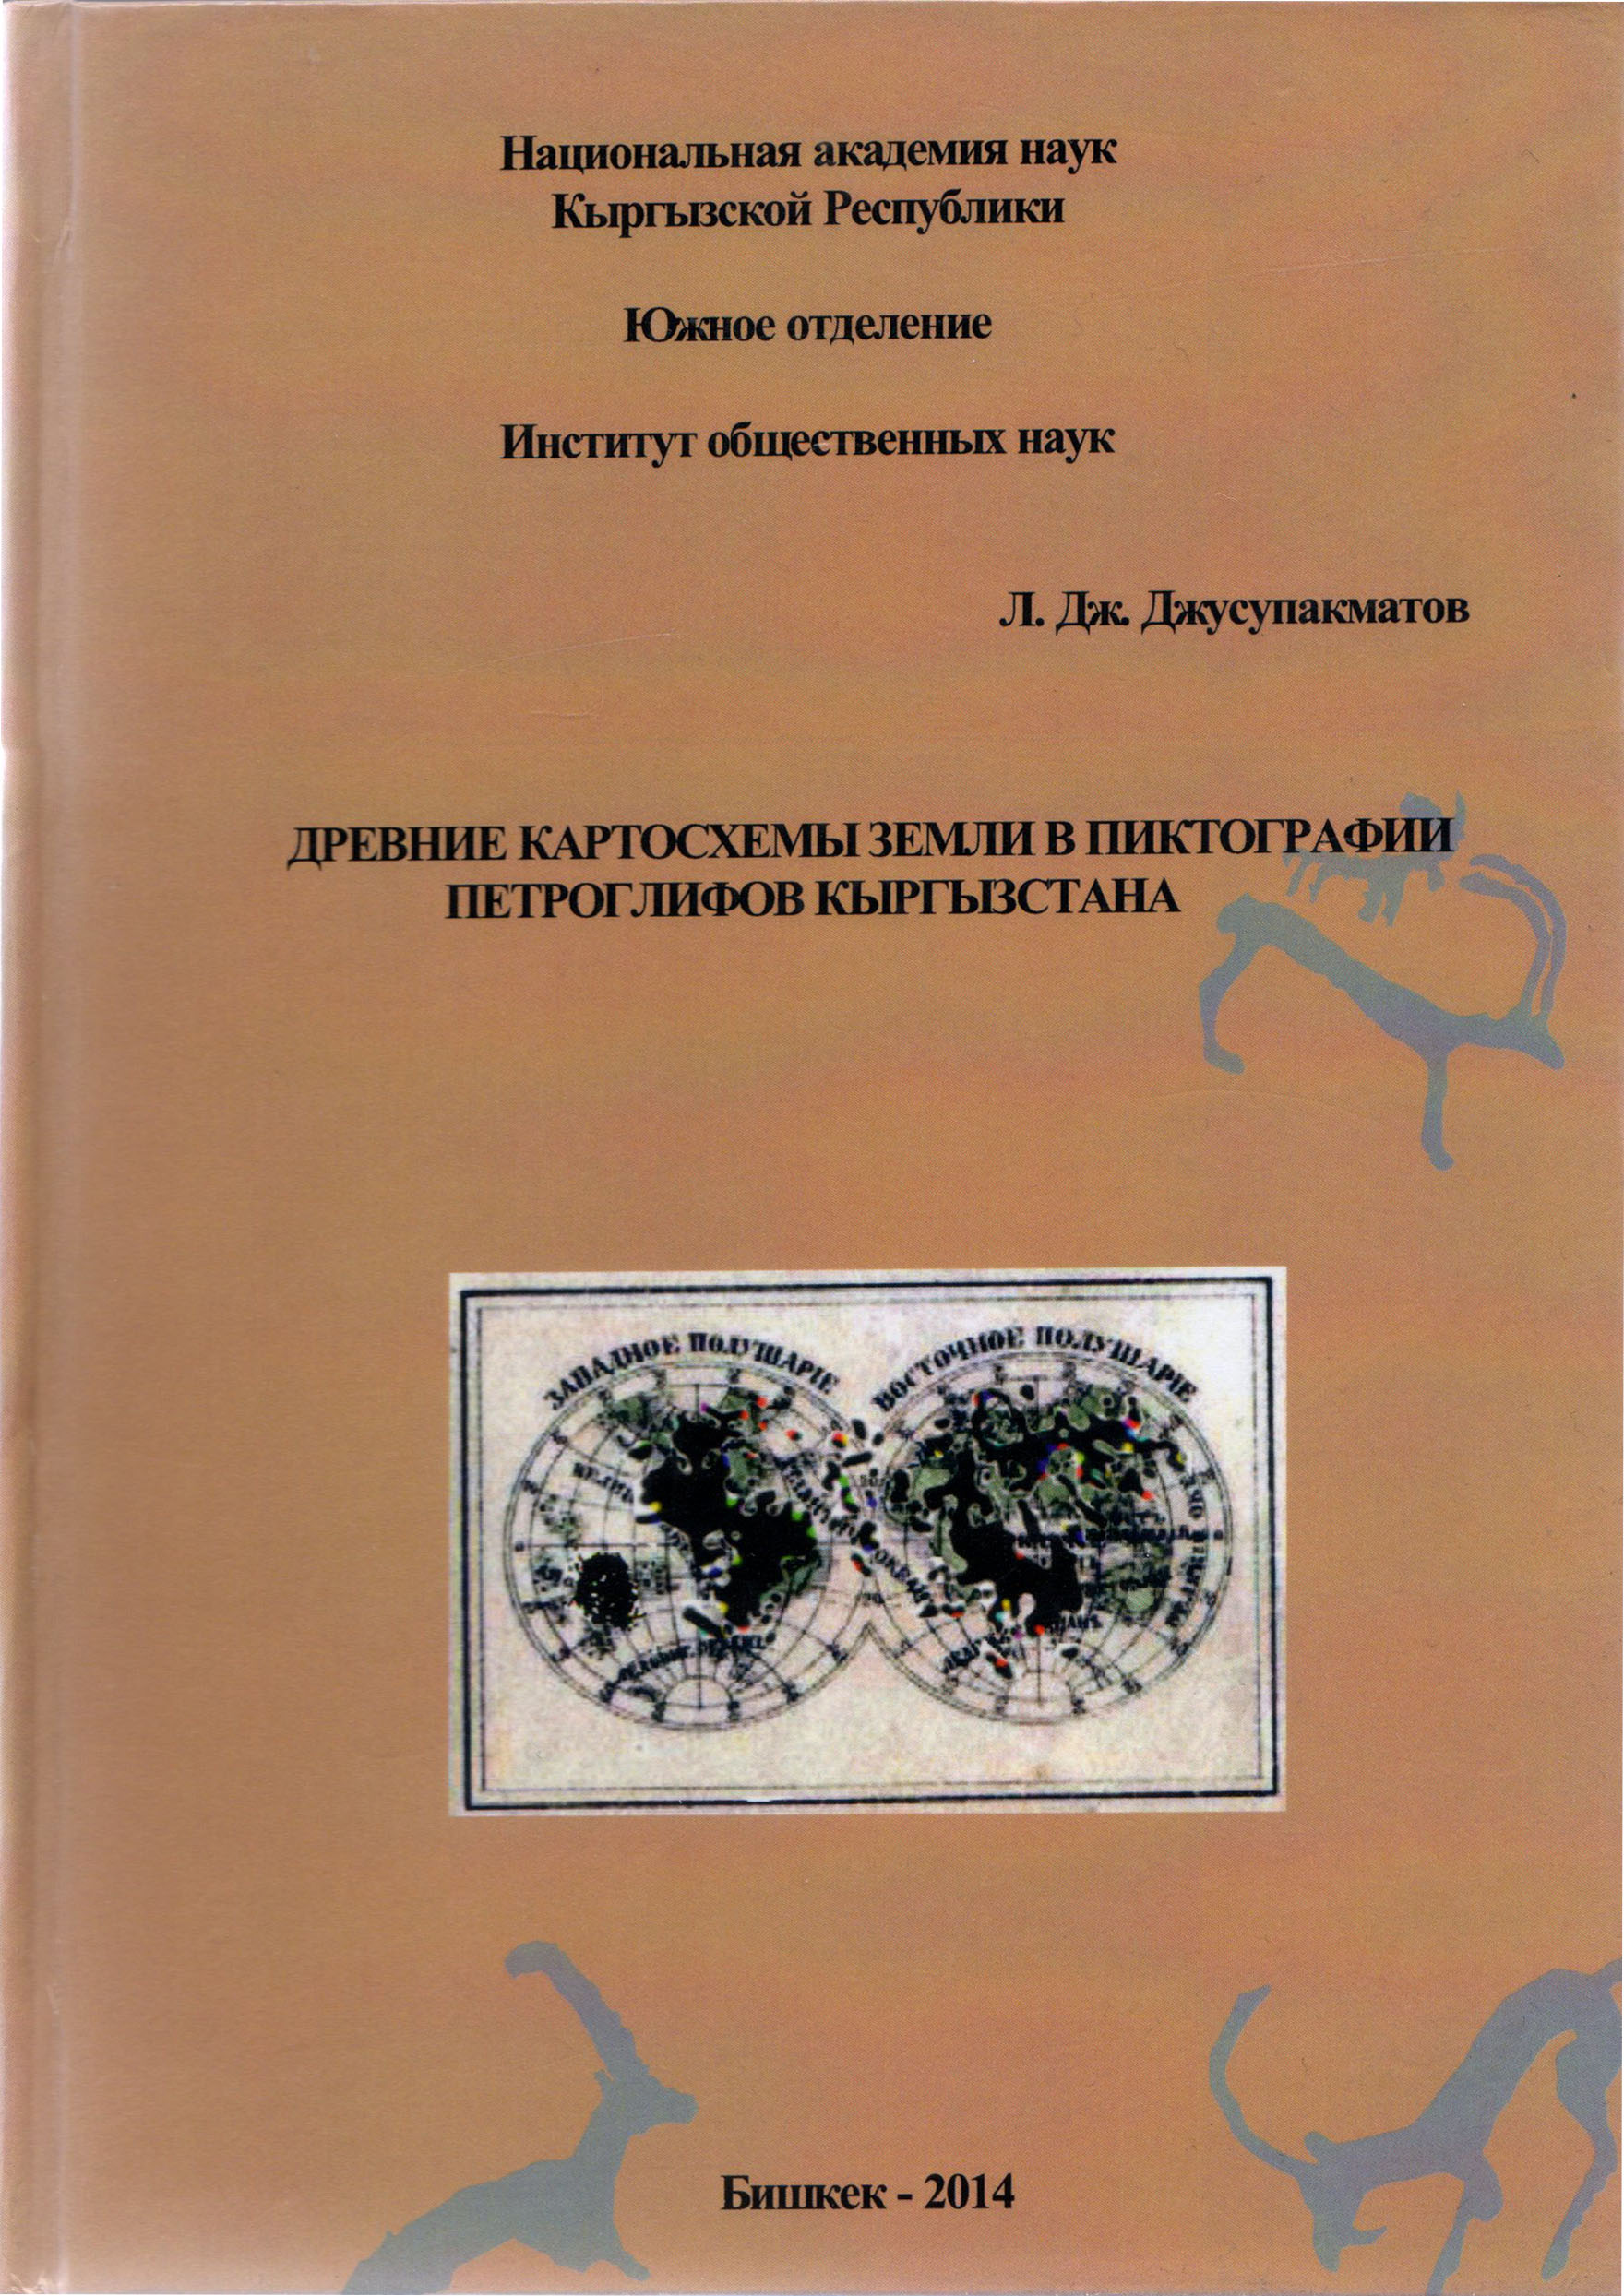 Национальная академия наук
Кыргызской Республики
Южное отделение
Институт общественных наук
Л. Дж. Джусупакматов
ДРЕВНИЕ КАРТОСХЕМЫ ЗЕМЛИ В ПИКТОГРАФИИ
ПЕТРОГЛИФОВ КЫРГЫЗСТАНА
ЗАПАДНОЕ ПОЛУШАРІЕ
ВОСТОЧНОЕ ПОЛУШАРІЕ
Бишкек - 2014